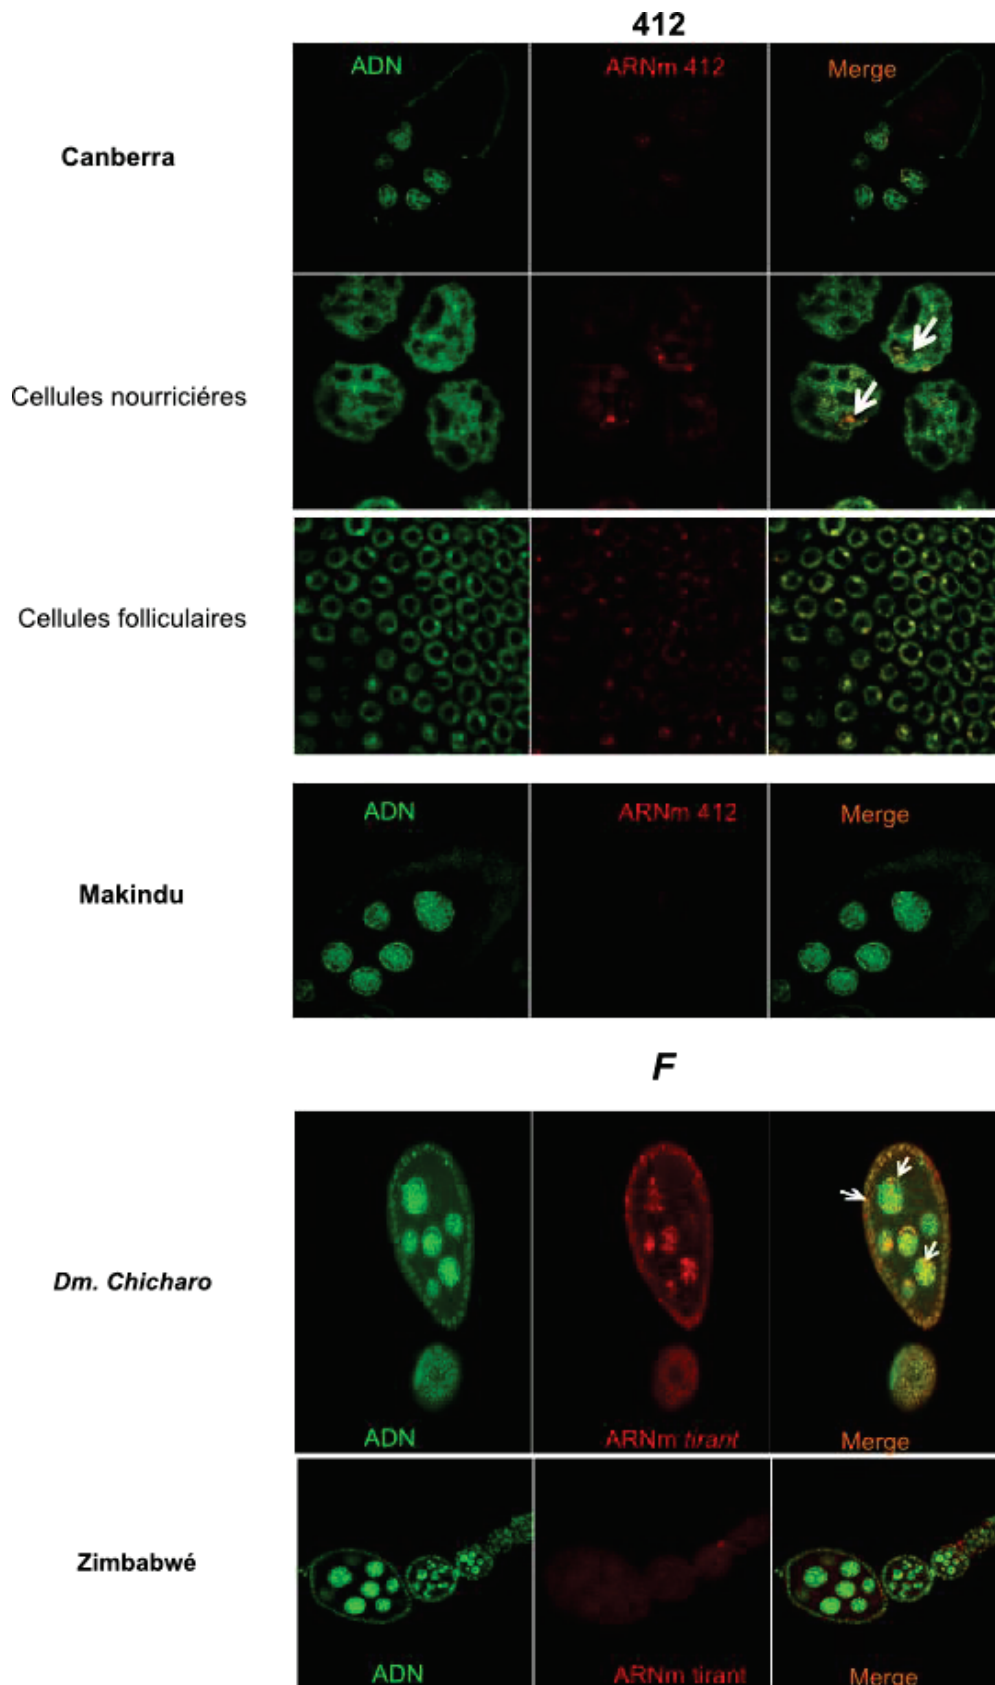 412
ADN ARNm 412 Merge
Canberra
Cellules nourriciéres
Cellules folliculaires
ADN ARNm 412 Merge
Makindu
F
Dm. Chicharo
ADN ARNm tirant Merge
Zimbabwé
ADN ARNm tirant Merge